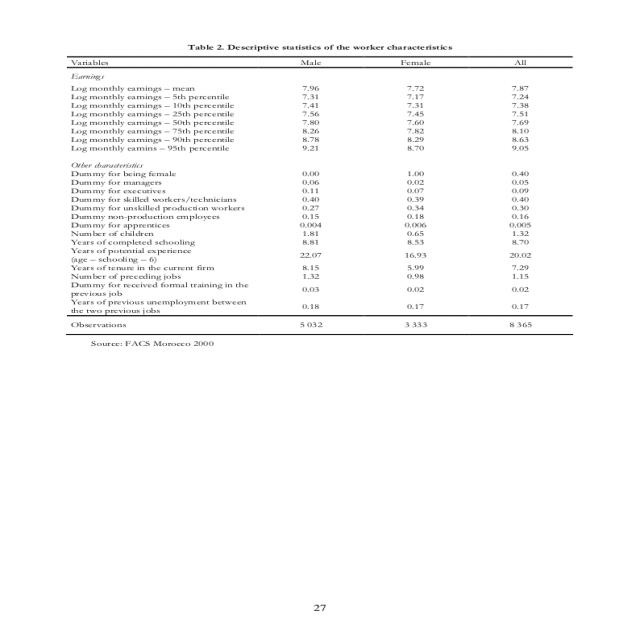 Table 2. Descriptive statistics of the worker characteristics
Variables Male Female All
Earnings
Log monthly earnings – mean 7.96 7.72 7.87
Log monthly earnings – 5th percentile 7.31 7.17 7.24
Log monthly earnings – 10th percentile 7.41 7.31 7.38
Log monthly earnings – 25th percentile 7.56 7.45 7.51
Log monthly earnings – 50th percentile 7.80 7.60 7.69
Log monthly earnings – 75th percentile 8.26 7.82 8.10
Log monthly earnings – 90th percentile 8.78 8.29 8.63
Log monthly earnins – 95th percentile 9.21 8.70 9.05
Other characteristics
Dummy for being female 0.00 1.00 0.40
Dummy for managers 0.06 0.02 0.05
Dummy for executives 0.11 0.07 0.09
Dummy for skilled workers/technicians 0.40 0.39 0.40
Dummy for unskilled production workers 0.27 0.34 0.30
Dummy non-production employees 0.15 0.18 0.16
Dummy for apprentices 0.004 0.006 0.005
Number of children 1.81 0.65 1.32
Years of completed schooling 8.81 8.53 8.70
Years of potential experience
(age – schooling – 6) 22.07 16.93 20.02
Years of tenure in the current firm 8.15 5.99 7.29
Number of preceding jobs 1.32 0.98 1.15
Dummy for received formal training in the
previous job 0.03 0.02 0.02
Years of previous unemployment between
the two previous jobs 0.18 0.17 0.17
Observations 5 032 3 333 8 365
Source: FACS Morocco 2000
27